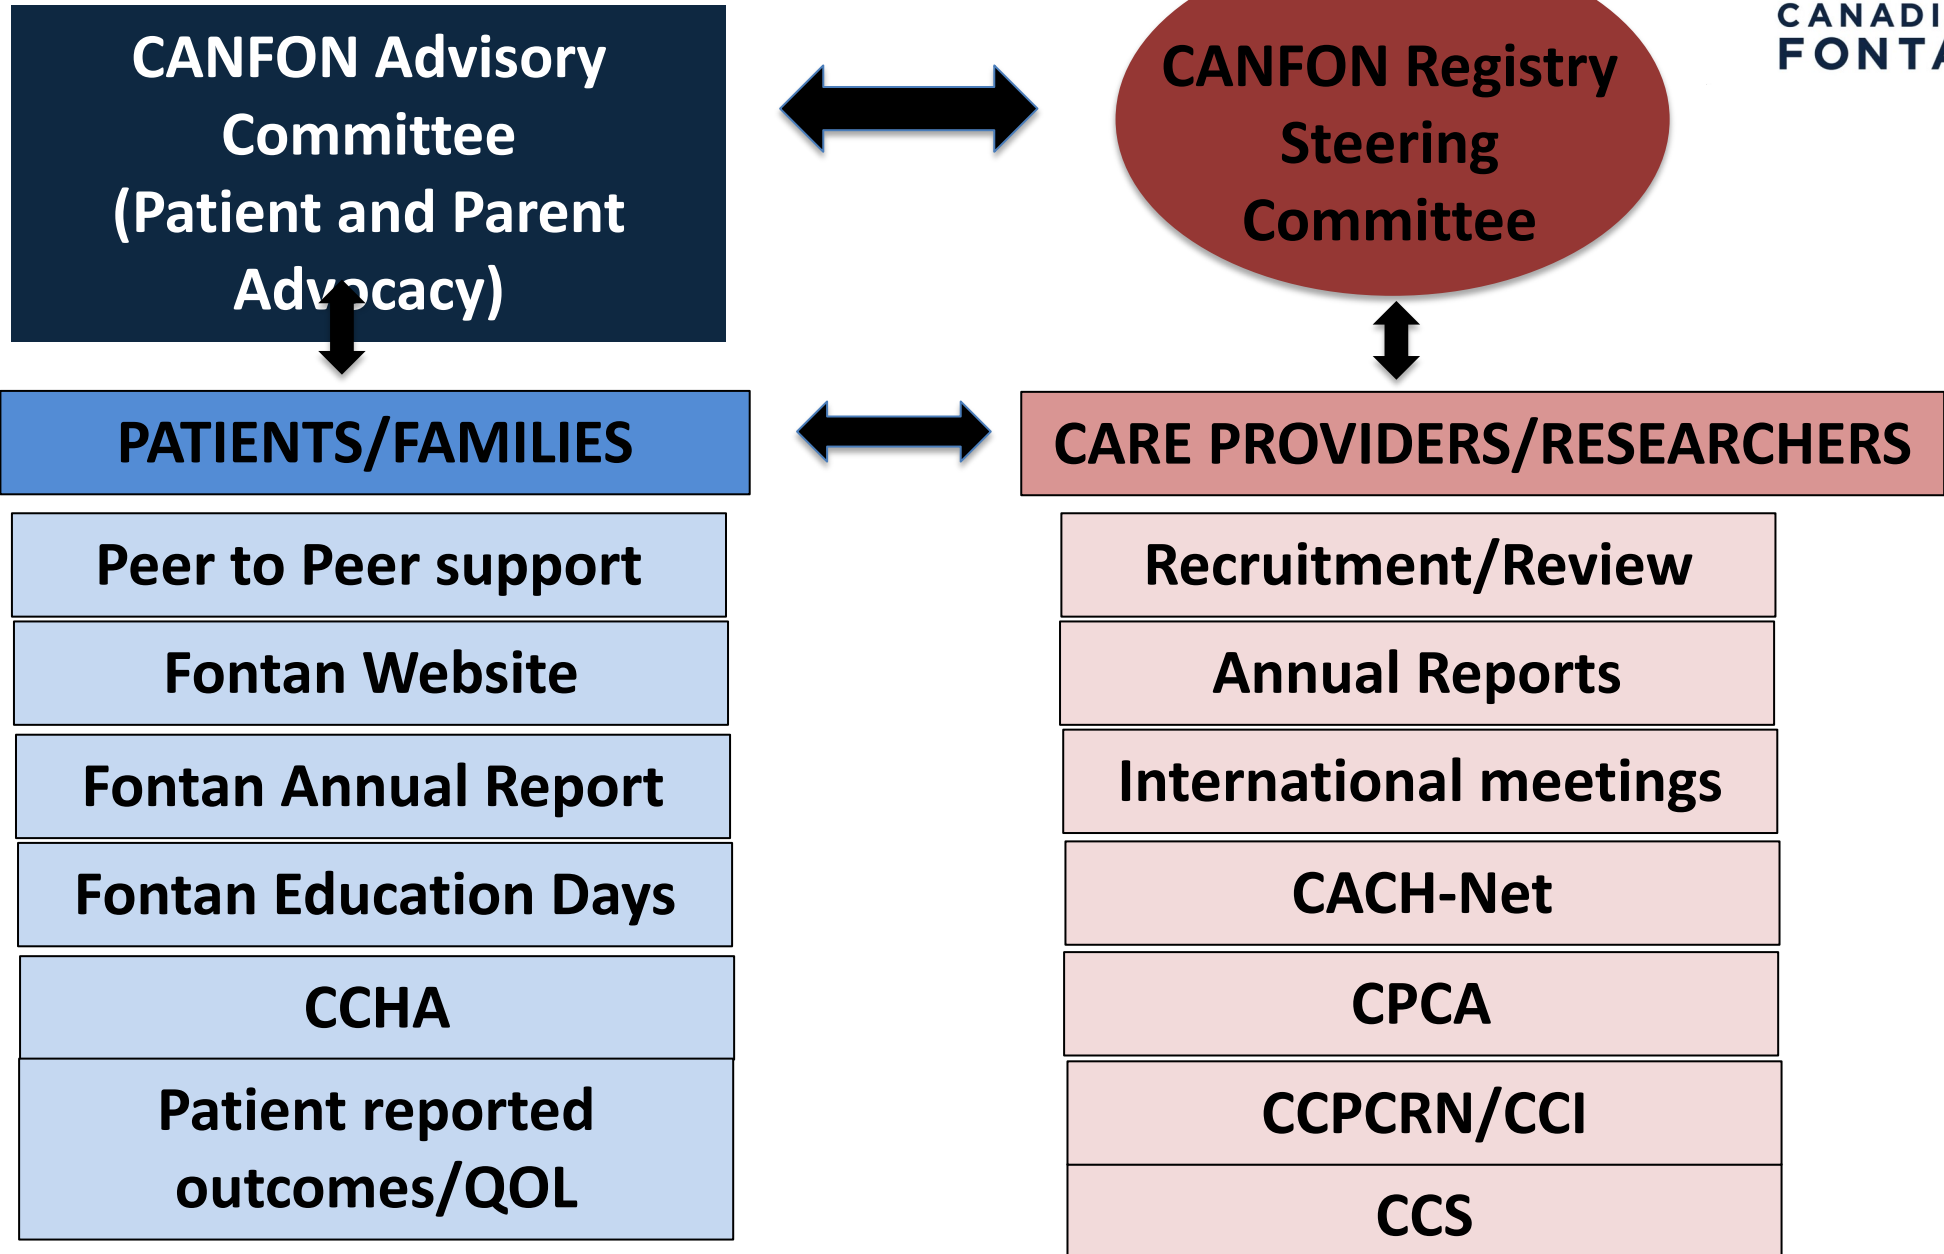 CANFON Advisory
Committee
(Patient and Parent
Advocacy)
CANFON Registry
Steering
Committee
CANADI
FONTA
PATIENTS/FAMILIES
CARE PROVIDERS/RESEARCHERS
Peer to Peer support
Fontan Website
Fontan Annual Report
Fontan Education Days
CCHA
Patient reported
outcomes/QOL
Recruitment/Review
Annual Reports
International meetings
CACH-Net
CPCA
CCPCRN/CCI
CCS